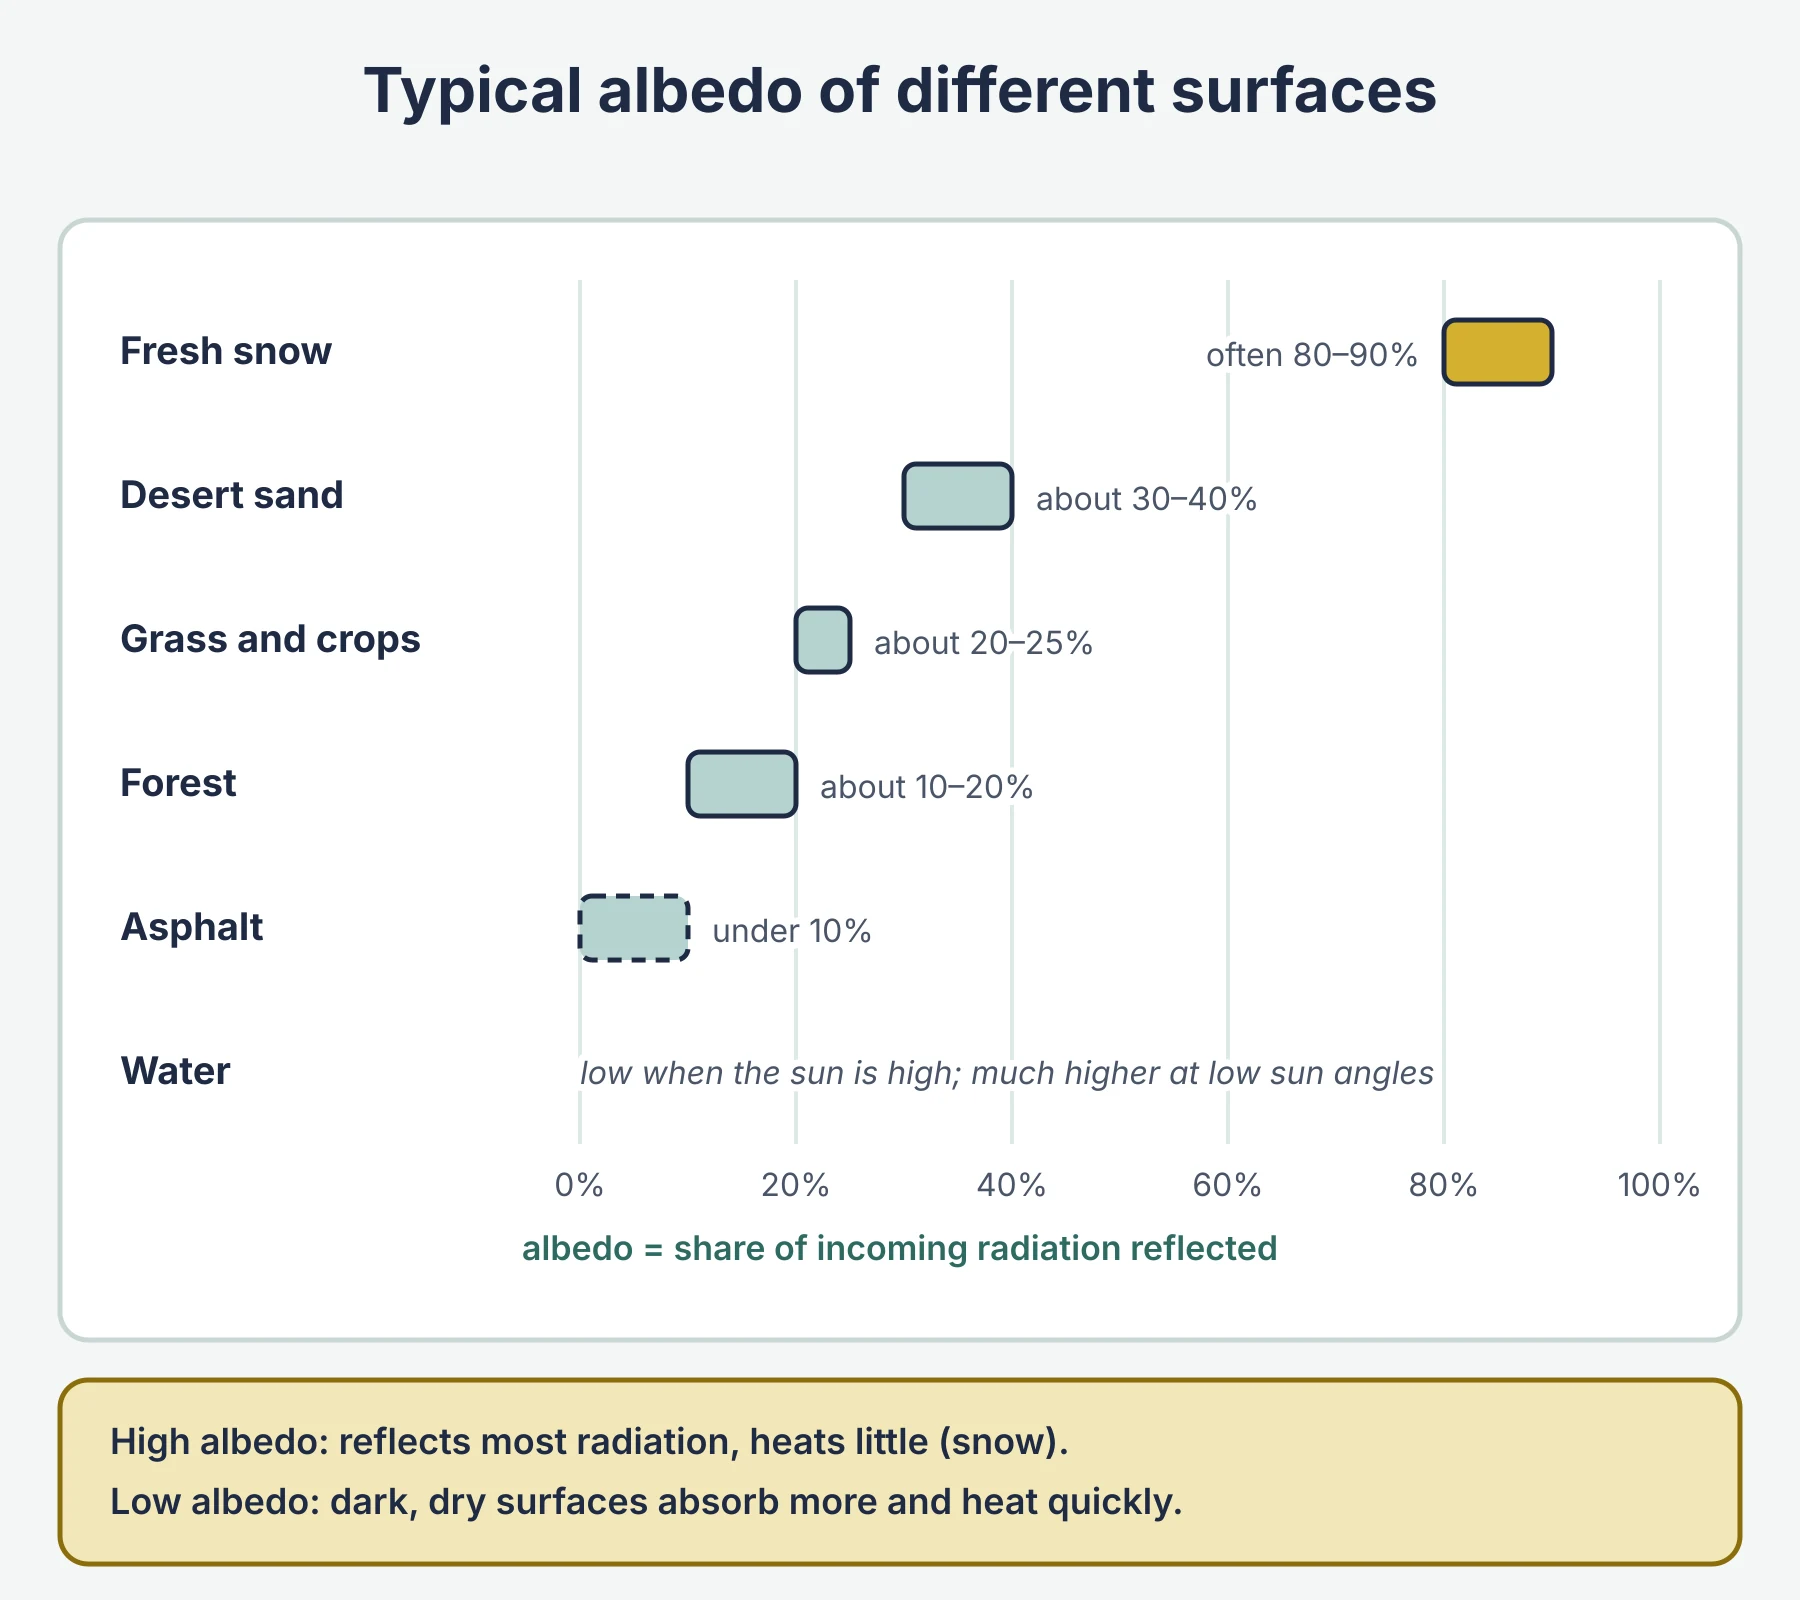 Typical albedo of different surfaces
Fresh snow
often 80–90%
Desert sand
about 30–40%
Grass and crops
about 20–25%
Forest
about 10–20%
Asphalt
under 10%
Water
low when the sun is high; much higher at low sun angles
0% 20% 40% 60% 80% 100%
albedo = share of incoming radiation reflected
High albedo: reflects most radiation, heats little (snow).
Low albedo: dark, dry surfaces absorb more and heat quickly.